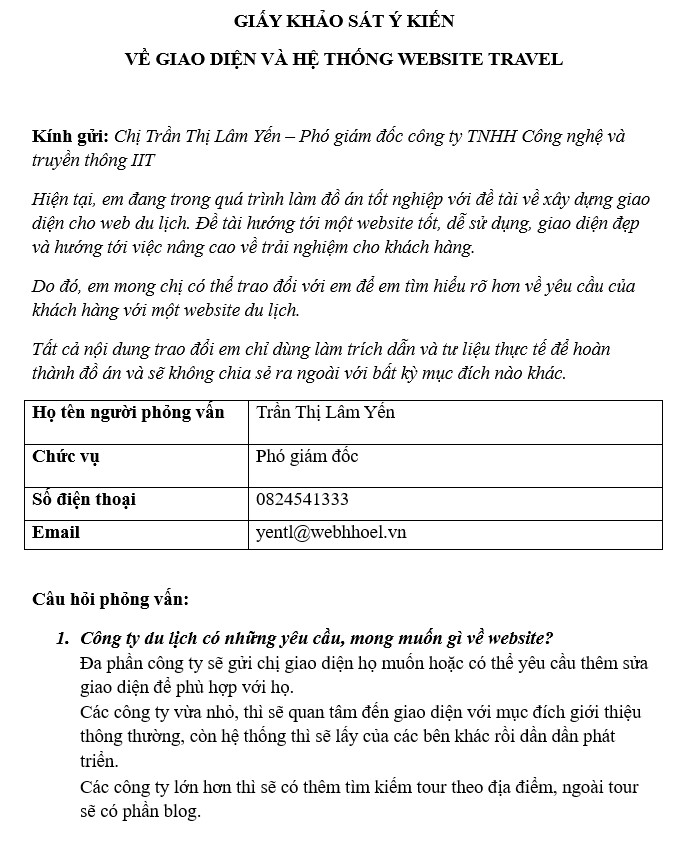 GIẤY KHẢO SÁT Ý KIẾN
VỀ GIAO DIỆN VÀ HỆ THỐNG WEBSITE TRAVEL
Kính gửi: Chị Trần Thị Lâm Yến – Phó giám đốc công ty TNHH Công nghệ và
truyền thông IIT
Hiện tại, em đang trong quá trình làm đồ án tốt nghiệp với đề tài về xây dựng giao
diện cho web du lịch. Đề tài hướng tới một website tốt, dễ sử dụng, giao diện đẹp
và hướng tới việc nâng cao về trải nghiệm cho khách hàng.
Do đó, em mong chị có thể trao đổi với em để em tìm hiểu rõ hơn về yêu cầu của
khách hàng với một website du lịch.
Tất cả nội dung trao đổi em chỉ dùng làm trích dẫn và tư liệu thực tế để hoàn
thành đồ án và sẽ không chia sẻ ra ngoài với bất kỳ mục đích nào khác.
Họ tên người phỏng vấn Trần Thị Lâm Yến
Chức vụ Phó giám đốc
Số điện thoại 0824541333
Email yentl@webhhoel.vn
Câu hỏi phỏng vấn:
1. Công ty du lịch có những yêu cầu, mong muốn gì về website?
Đa phần công ty sẽ gửi chị giao diện họ muốn hoặc có thể yêu cầu thêm sửa
giao diện để phù hợp với họ.
Các công ty vừa nhỏ, thì sẽ quan tâm đến giao diện với mục đích giới thiệu
thông thường, còn hệ thống thì sẽ lấy của các bên khác rồi dần dần phát
triển.
Các công ty lớn hơn thì sẽ có thêm tìm kiếm tour theo địa điểm, ngoài tour
sẽ có phần blog.